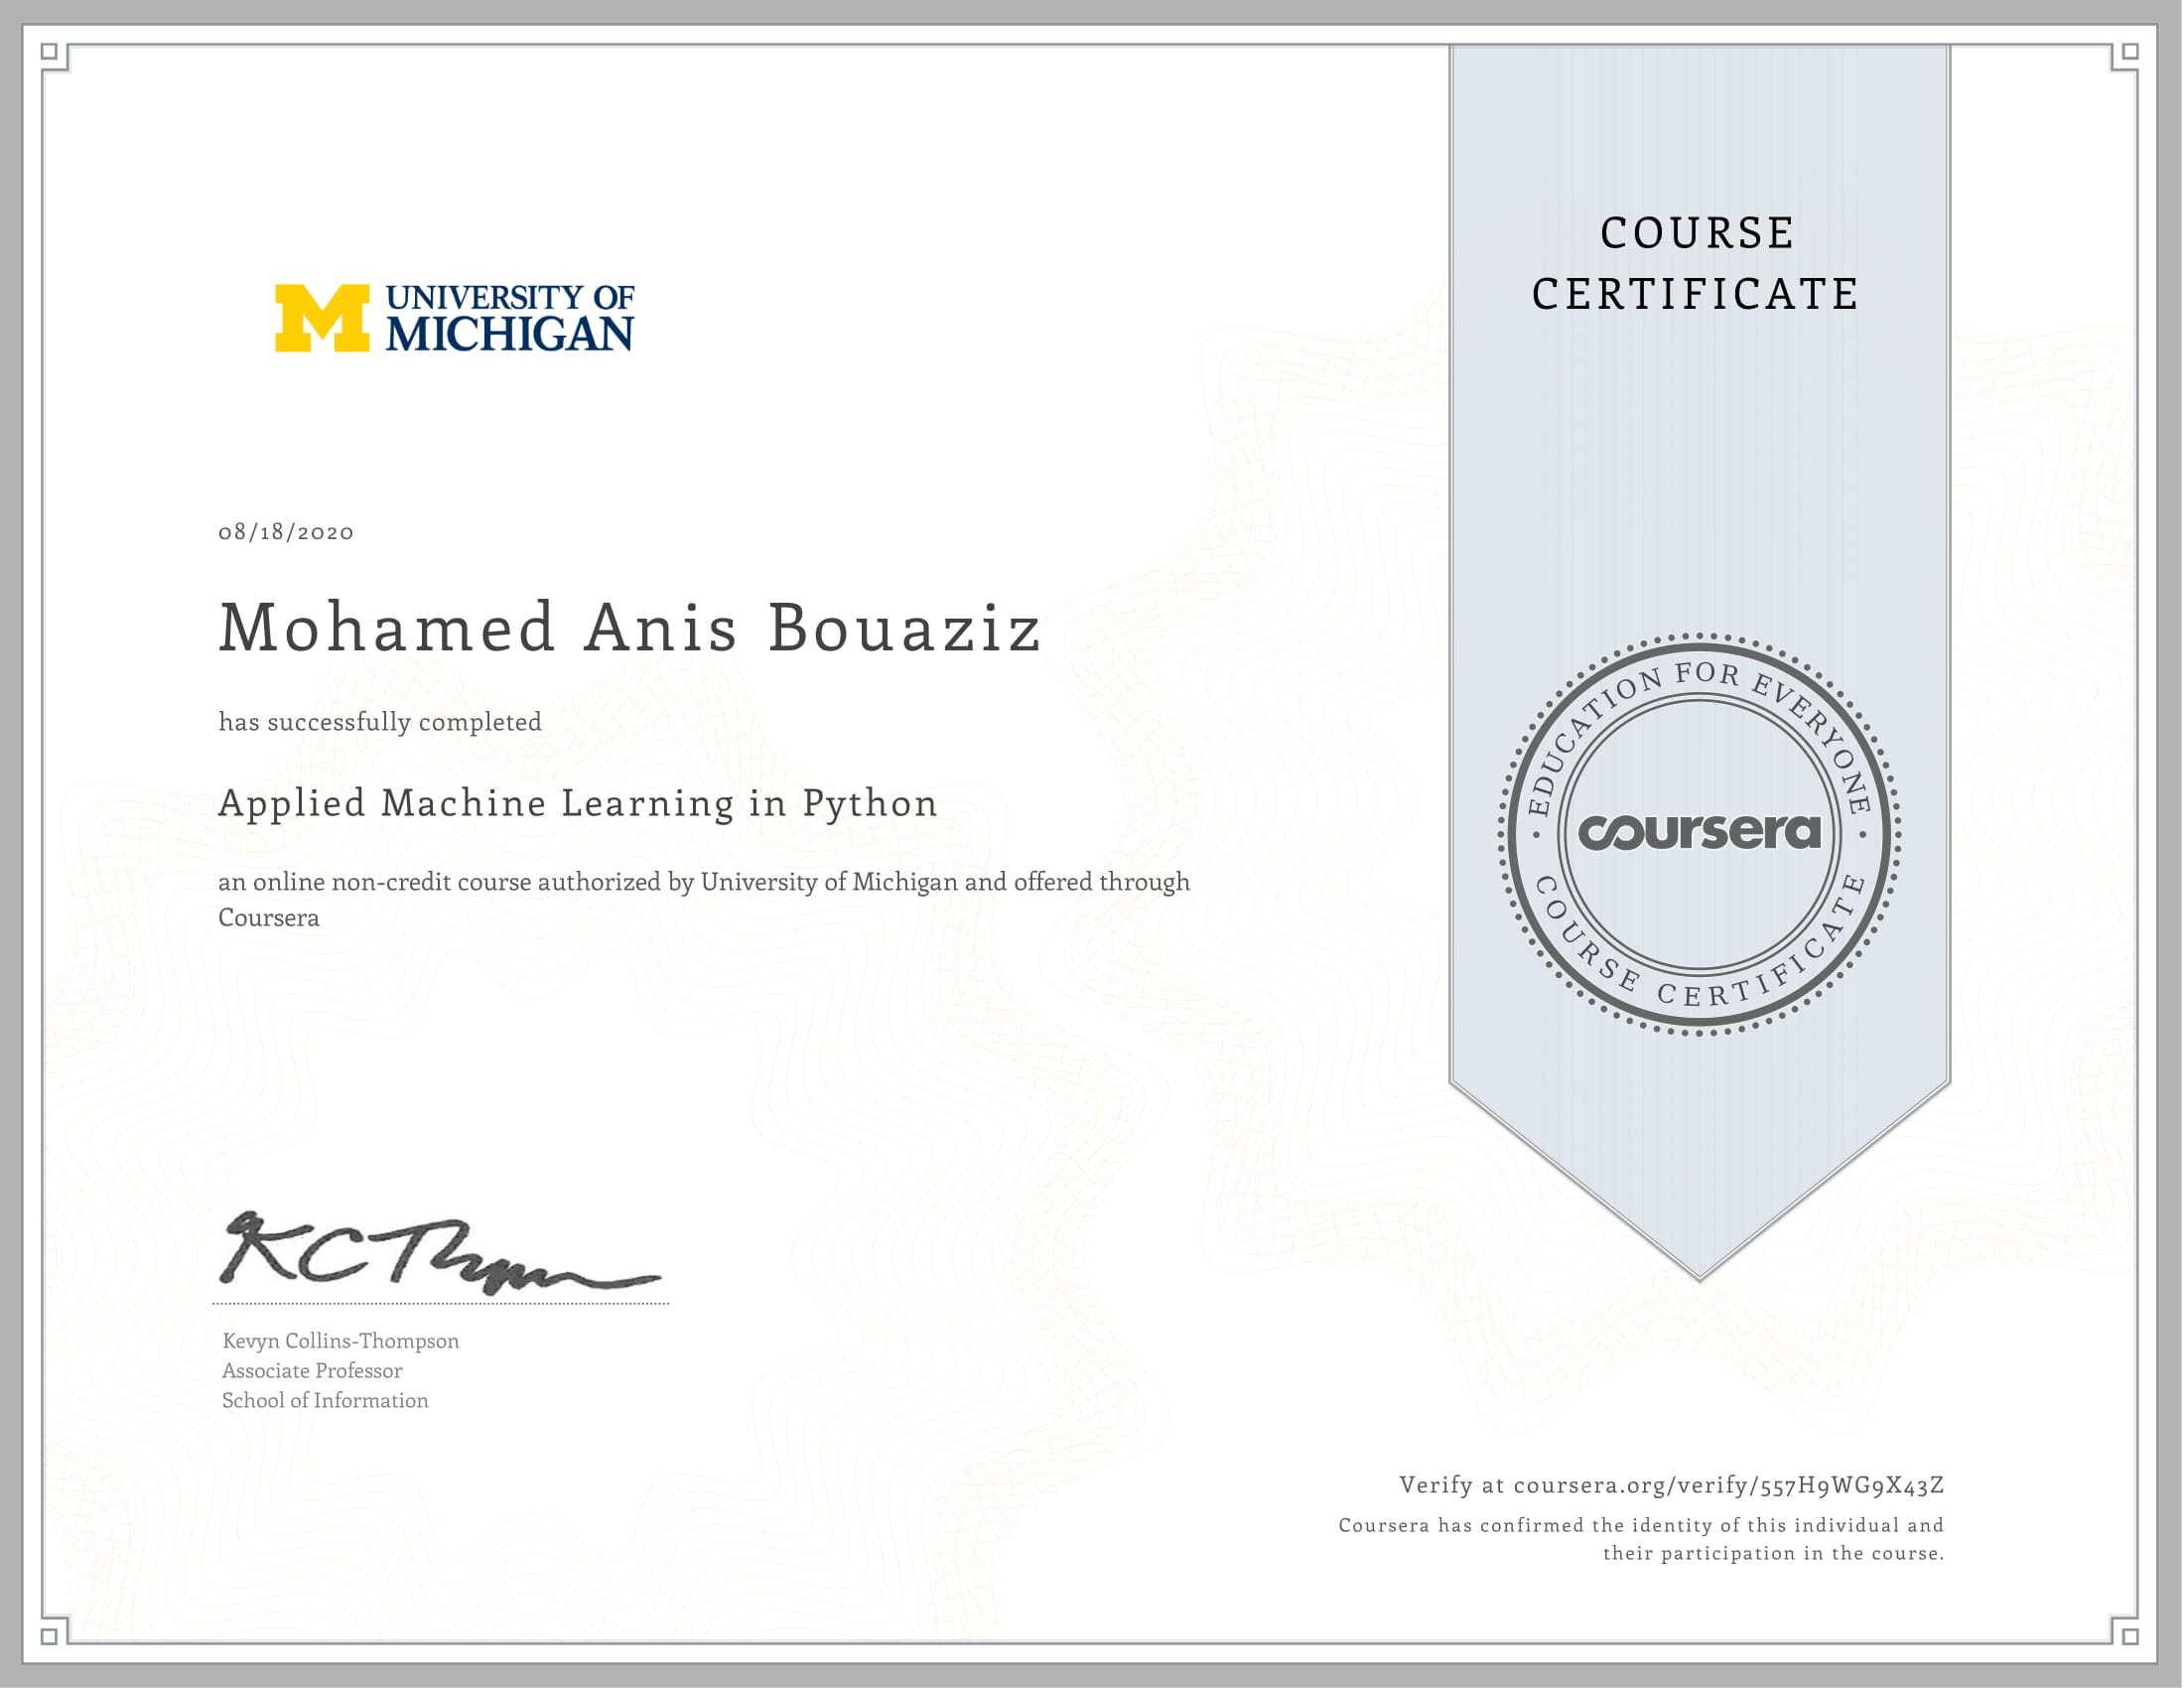 UNIVERSITY OF
MICHIGAN
COURSE
CERTIFICATE
08/18/2020
Mohamed Anis Bouaziz
has successfully completed
Applied Machine Learning in Python
an online non-credit course authorized by University of Michigan and offered through
Coursera
EDUCATION FOR EVERYONE
coursera
COURSE CERTIFICATE
KCThompson
Kevyn Collins-Thompson
Associate Professor
School of Information
Verify at coursera.org/verify/557H9WG9X43Z
Coursera has confirmed the identity of this individual and
their participation in the course.